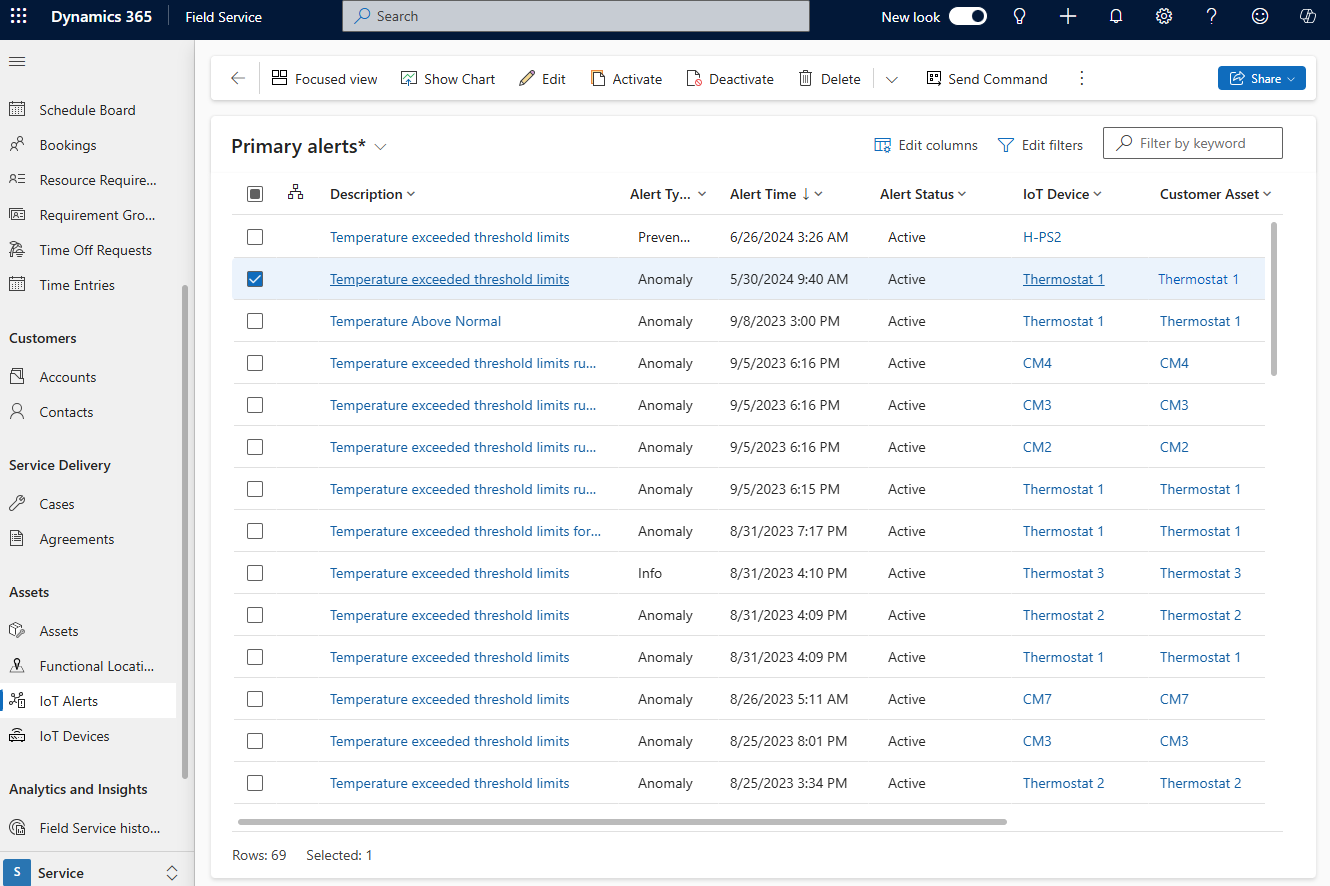 Dynamics 365 Field Service Search New look
Focused view Show Chart Edit Activate Deactivate Delete Send Command Share
Schedule Board
Bookings
Resource Require...
Requirement Gro...
Time Off Requests
Time Entries
Customers
Accounts
Contacts
Service Delivery
Cases
Agreements
Assets
Assets
Functional Locati...
IoT Alerts
IoT Devices
Analytics and Insights
Field Service histo...
S Service
Primary alerts* Edit columns Edit filters Filter by keyword
Description Alert Ty... Alert Time Alert Status IoT Device Customer Asset
Temperature exceeded threshold limits Preven... 6/26/2024 3:26 AM Active H-PS2
Temperature exceeded threshold limits Anomaly 5/30/2024 9:40 AM Active Thermostat 1 Thermostat 1
Temperature Above Normal Anomaly 9/8/2023 3:00 PM Active Thermostat 1 Thermostat 1
Temperature exceeded threshold limits ru... Anomaly 9/5/2023 6:16 PM Active CM4 CM4
Temperature exceeded threshold limits ru... Anomaly 9/5/2023 6:16 PM Active CM3 CM3
Temperature exceeded threshold limits ru... Anomaly 9/5/2023 6:16 PM Active CM2 CM2
Temperature exceeded threshold limits ru... Anomaly 9/5/2023 6:15 PM Active Thermostat 1 Thermostat 1
Temperature exceeded threshold limits for... Anomaly 8/31/2023 7:17 PM Active Thermostat 1 Thermostat 1
Temperature exceeded threshold limits Info 8/31/2023 4:10 PM Active Thermostat 3 Thermostat 3
Temperature exceeded threshold limits Anomaly 8/31/2023 4:09 PM Active Thermostat 2 Thermostat 2
Temperature exceeded threshold limits Anomaly 8/31/2023 4:09 PM Active Thermostat 1 Thermostat 1
Temperature exceeded threshold limits Anomaly 8/26/2023 5:11 AM Active CM7 CM7
Temperature exceeded threshold limits Anomaly 8/25/2023 8:01 PM Active CM3 CM3
Temperature exceeded threshold limits Anomaly 8/25/2023 3:34 PM Active Thermostat 2 Thermostat 2
Rows: 69 Selected: 1